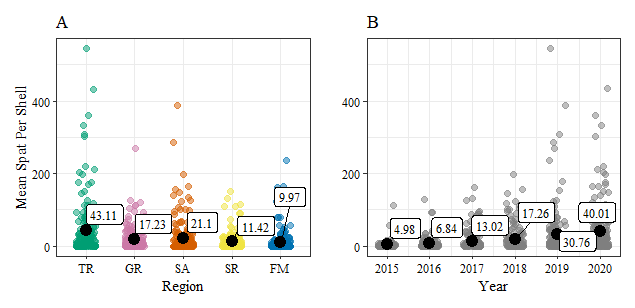 A
Mean Spat Per Shell
400
200
0
43.11
17.23
21.1
11.42
9.97
TR GR SA SR FM
Region
B
400
200
0
4.98
6.84
13.02
17.26
30.76
40.01
2015 2016 2017 2018 2019 2020
Year